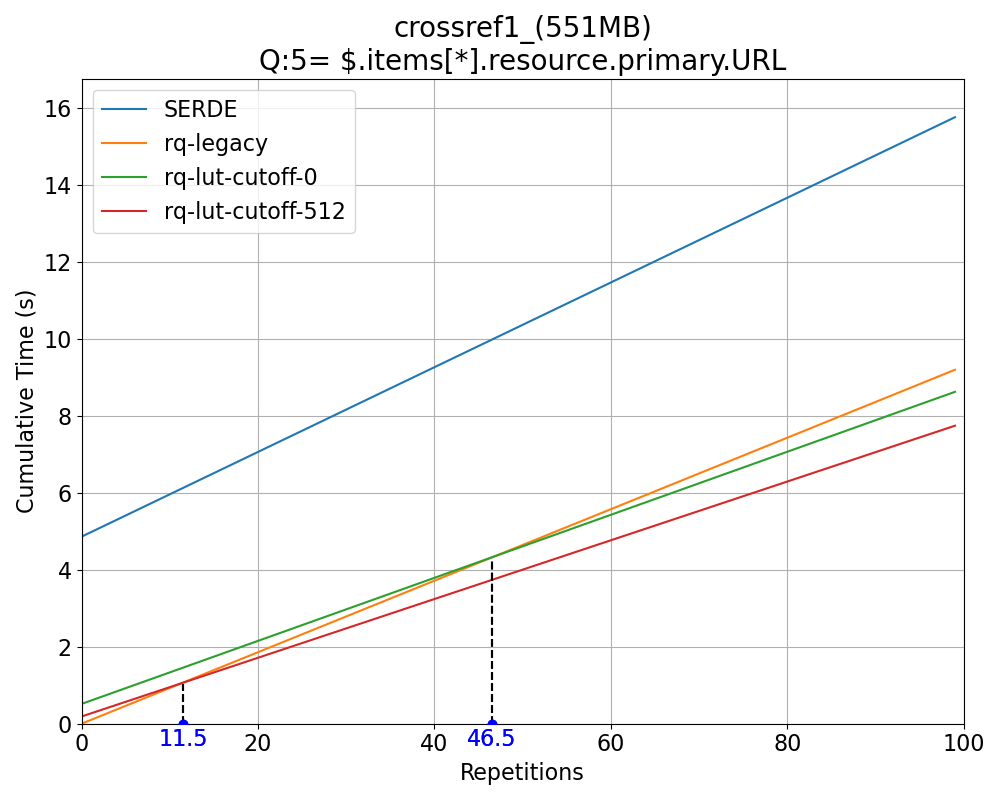 crossref1_(551MB)
Q:5= $.items[*].resource.primary.URL
SERDE
rq-legacy
rq-lut-cutoff-0
rq-lut-cutoff-512
Cumulative Time (s)
16
14
12
10
8
6
4
2
0
0 20 40 60 80 100
11.5 46.5
Repetitions